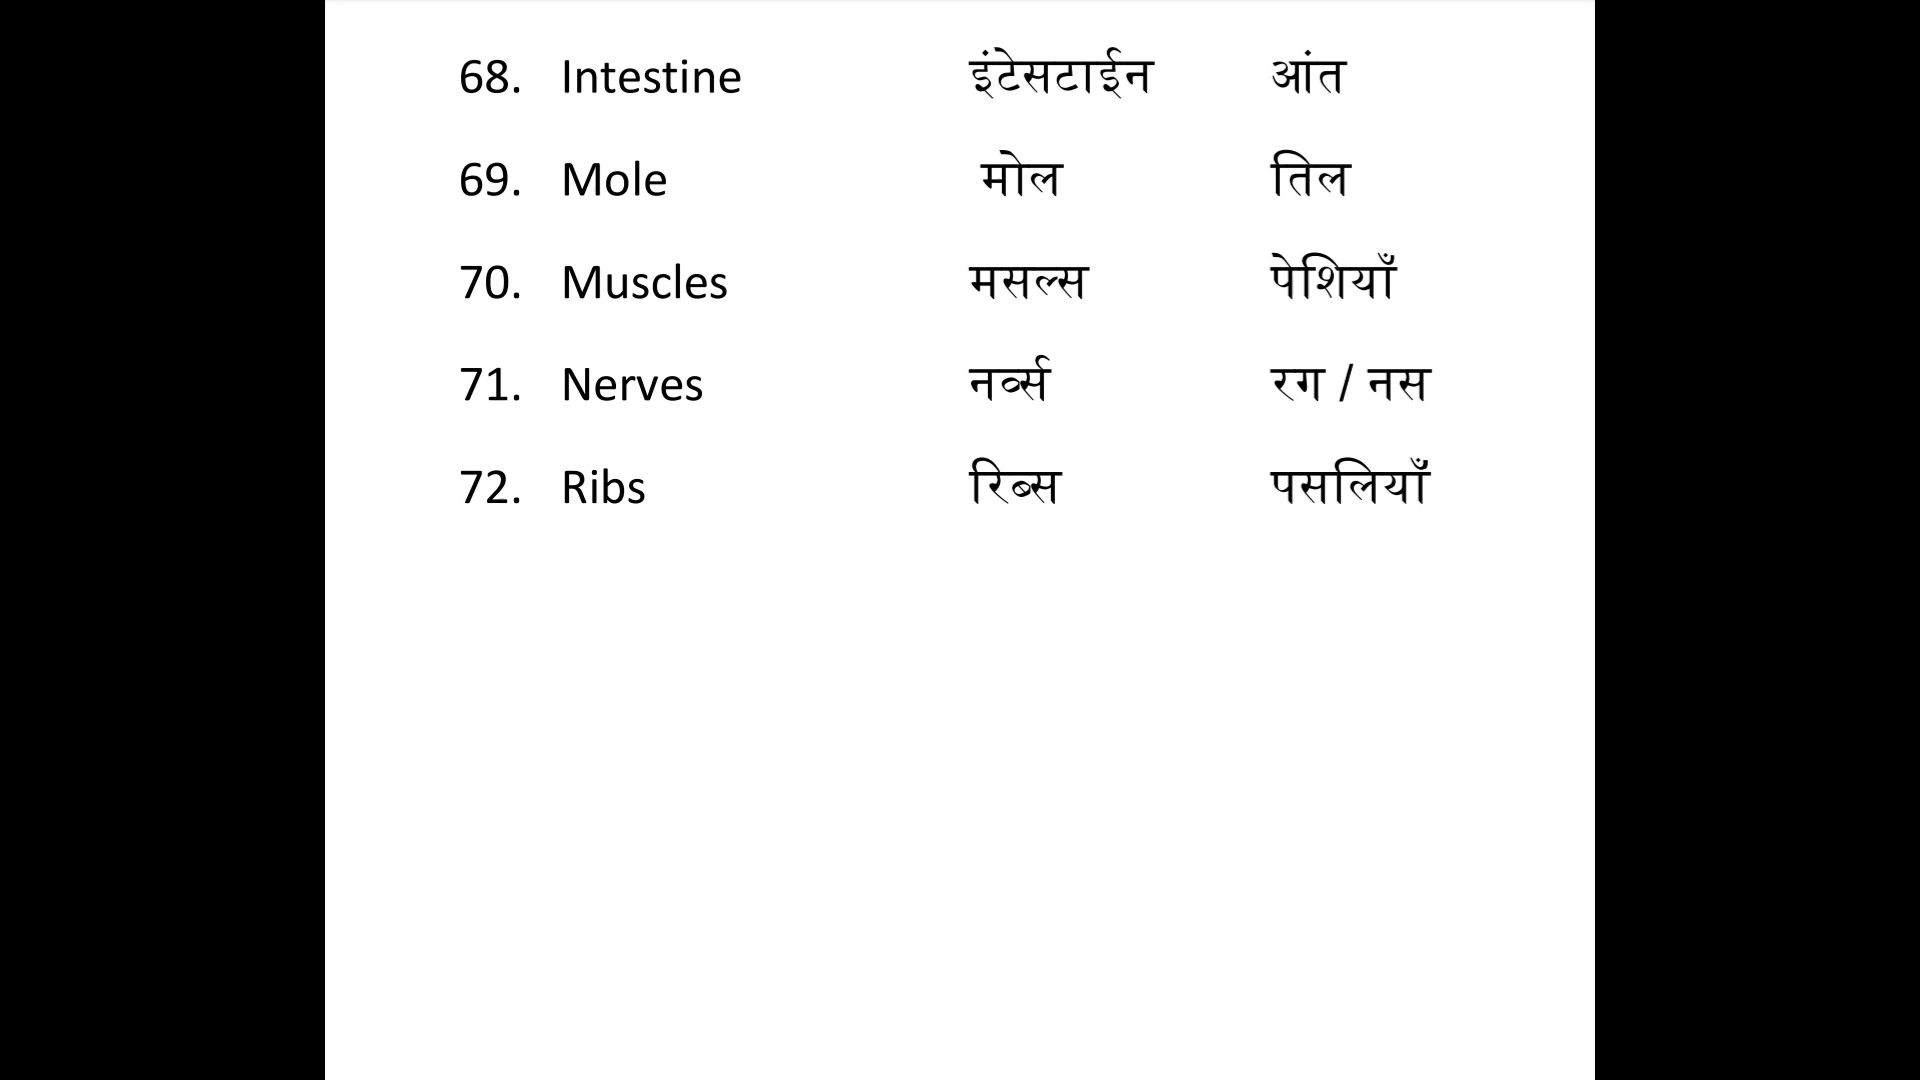 68. Intestine इंटेसटाईन आंत
69. Mole मोल तिल
70. Muscles मसल्स पेशियाँ
71. Nerves नर्व्स रग / नस
72. Ribs रिब्स पसलियाँ